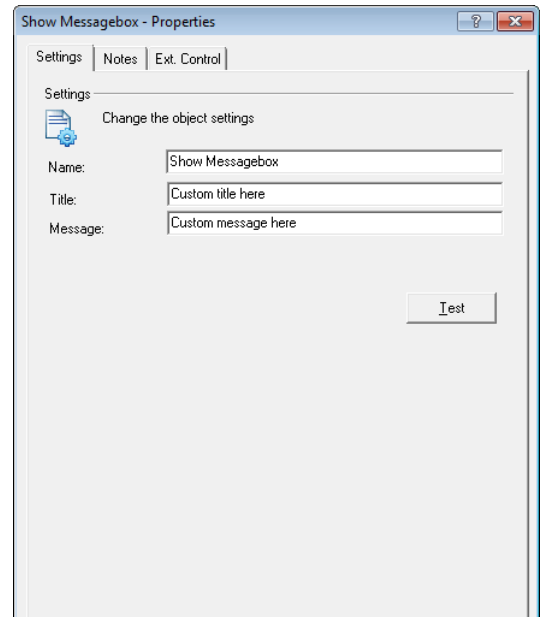 Show Messagebox - Properties
Settings Notes Ext. Control
Settings
Change the object settings
Name: Show Messagebox
Title: Custom title here
Message: Custom message here
Test